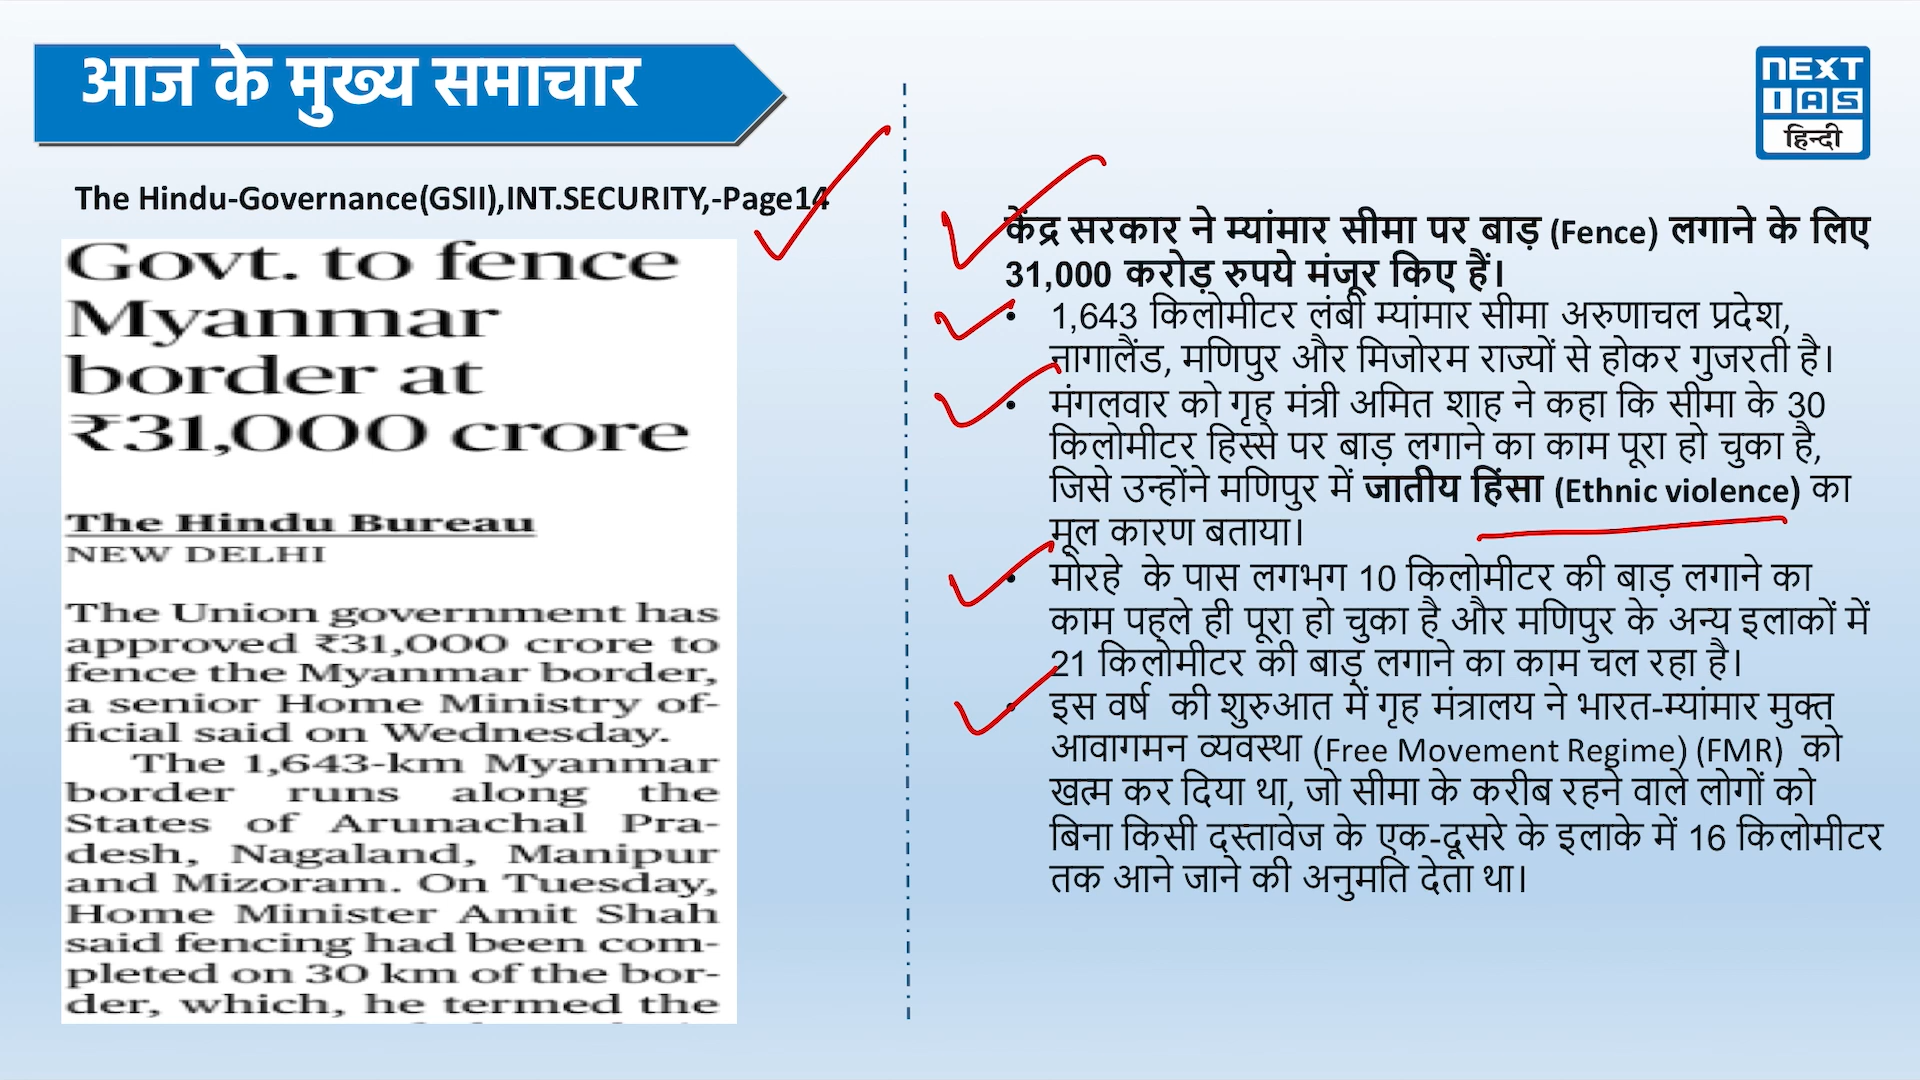 आज के मुख्य समाचार
NEXT
IAS
हिन्दी
The Hindu-Governance(GSII),INT.SECURITY,-Page14
Govt. to fence
Myanmar
border at
₹31,000 crore
The Hindu Bureau
NEW DELHI
The Union government has
approved ₹31,000 crore to
fence the Myanmar border,
a senior Home Ministry of-
ficial said on Wednesday.
The 1,643-km Myanmar
border runs along the
States of Arunachal Pra-
desh, Nagaland, Manipur
and Mizoram. On Tuesday,
Home Minister Amit Shah
said fencing had been com-
pleted on 30 km of the bor-
der, which, he termed the
केंद्र सरकार ने म्यांमार सीमा पर बाड़ (Fence) लगाने के लिए
31,000 करोड़ रुपये मंजूर किए हैं।
• 1,643 किलोमीटर लंबी म्यांमार सीमा अरुणाचल प्रदेश,
नागालैंड, मणिपुर और मिजोरम राज्यों से होकर गुजरती है।
• मंगलवार को गृह मंत्री अमित शाह ने कहा कि सीमा के 30
किलोमीटर हिस्से पर बाड़ लगाने का काम पूरा हो चुका है,
जिसे उन्होंने मणिपुर में जातीय हिंसा (Ethnic violence) का
मूल कारण बताया।
• मोरहे के पास लगभग 10 किलोमीटर की बाड़ लगाने का
काम पहले ही पूरा हो चुका है और मणिपुर के अन्य इलाकों में
21 किलोमीटर की बाड़ लगाने का काम चल रहा है।
• इस वर्ष की शुरुआत में गृह मंत्रालय ने भारत-म्यांमार मुक्त
आवागमन व्यवस्था (Free Movement Regime) (FMR) को
खत्म कर दिया था, जो सीमा के करीब रहने वाले लोगों को
बिना किसी दस्तावेज के एक-दूसरे के इलाके में 16 किलोमीटर
तक आने जाने की अनुमति देता था।